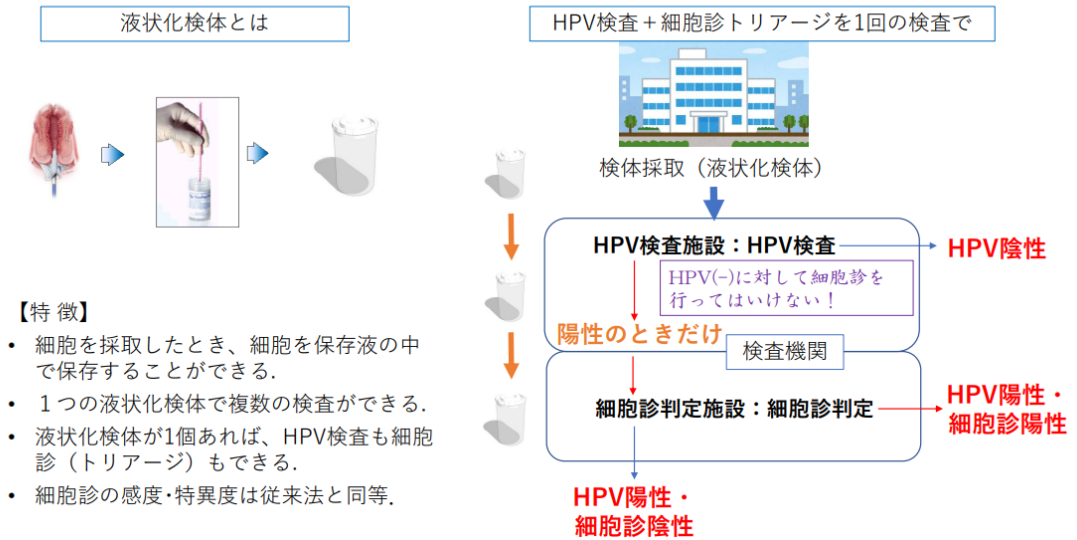 液状化検体とは
【特 徴】
• 細胞を採取したとき、細胞を保存液の中
で保存することができる.
• １つの液状化検体で複数の検査ができる.
• 液状化検体が1個あれば、HPV検査も細胞
診（トリアージ）もできる.
• 細胞診の感度･特異度は従来法と同等.
HPV検査＋細胞診トリアージを1回の検査で
検体採取（液状化検体）
HPV検査施設：HPV検査
HPV陰性
HPV(-)に対して細胞診を
行ってはいけない！
陽性のときだけ
検査機関
細胞診判定施設：細胞診判定
HPV陽性・
細胞診陽性
HPV陽性・
細胞診陰性